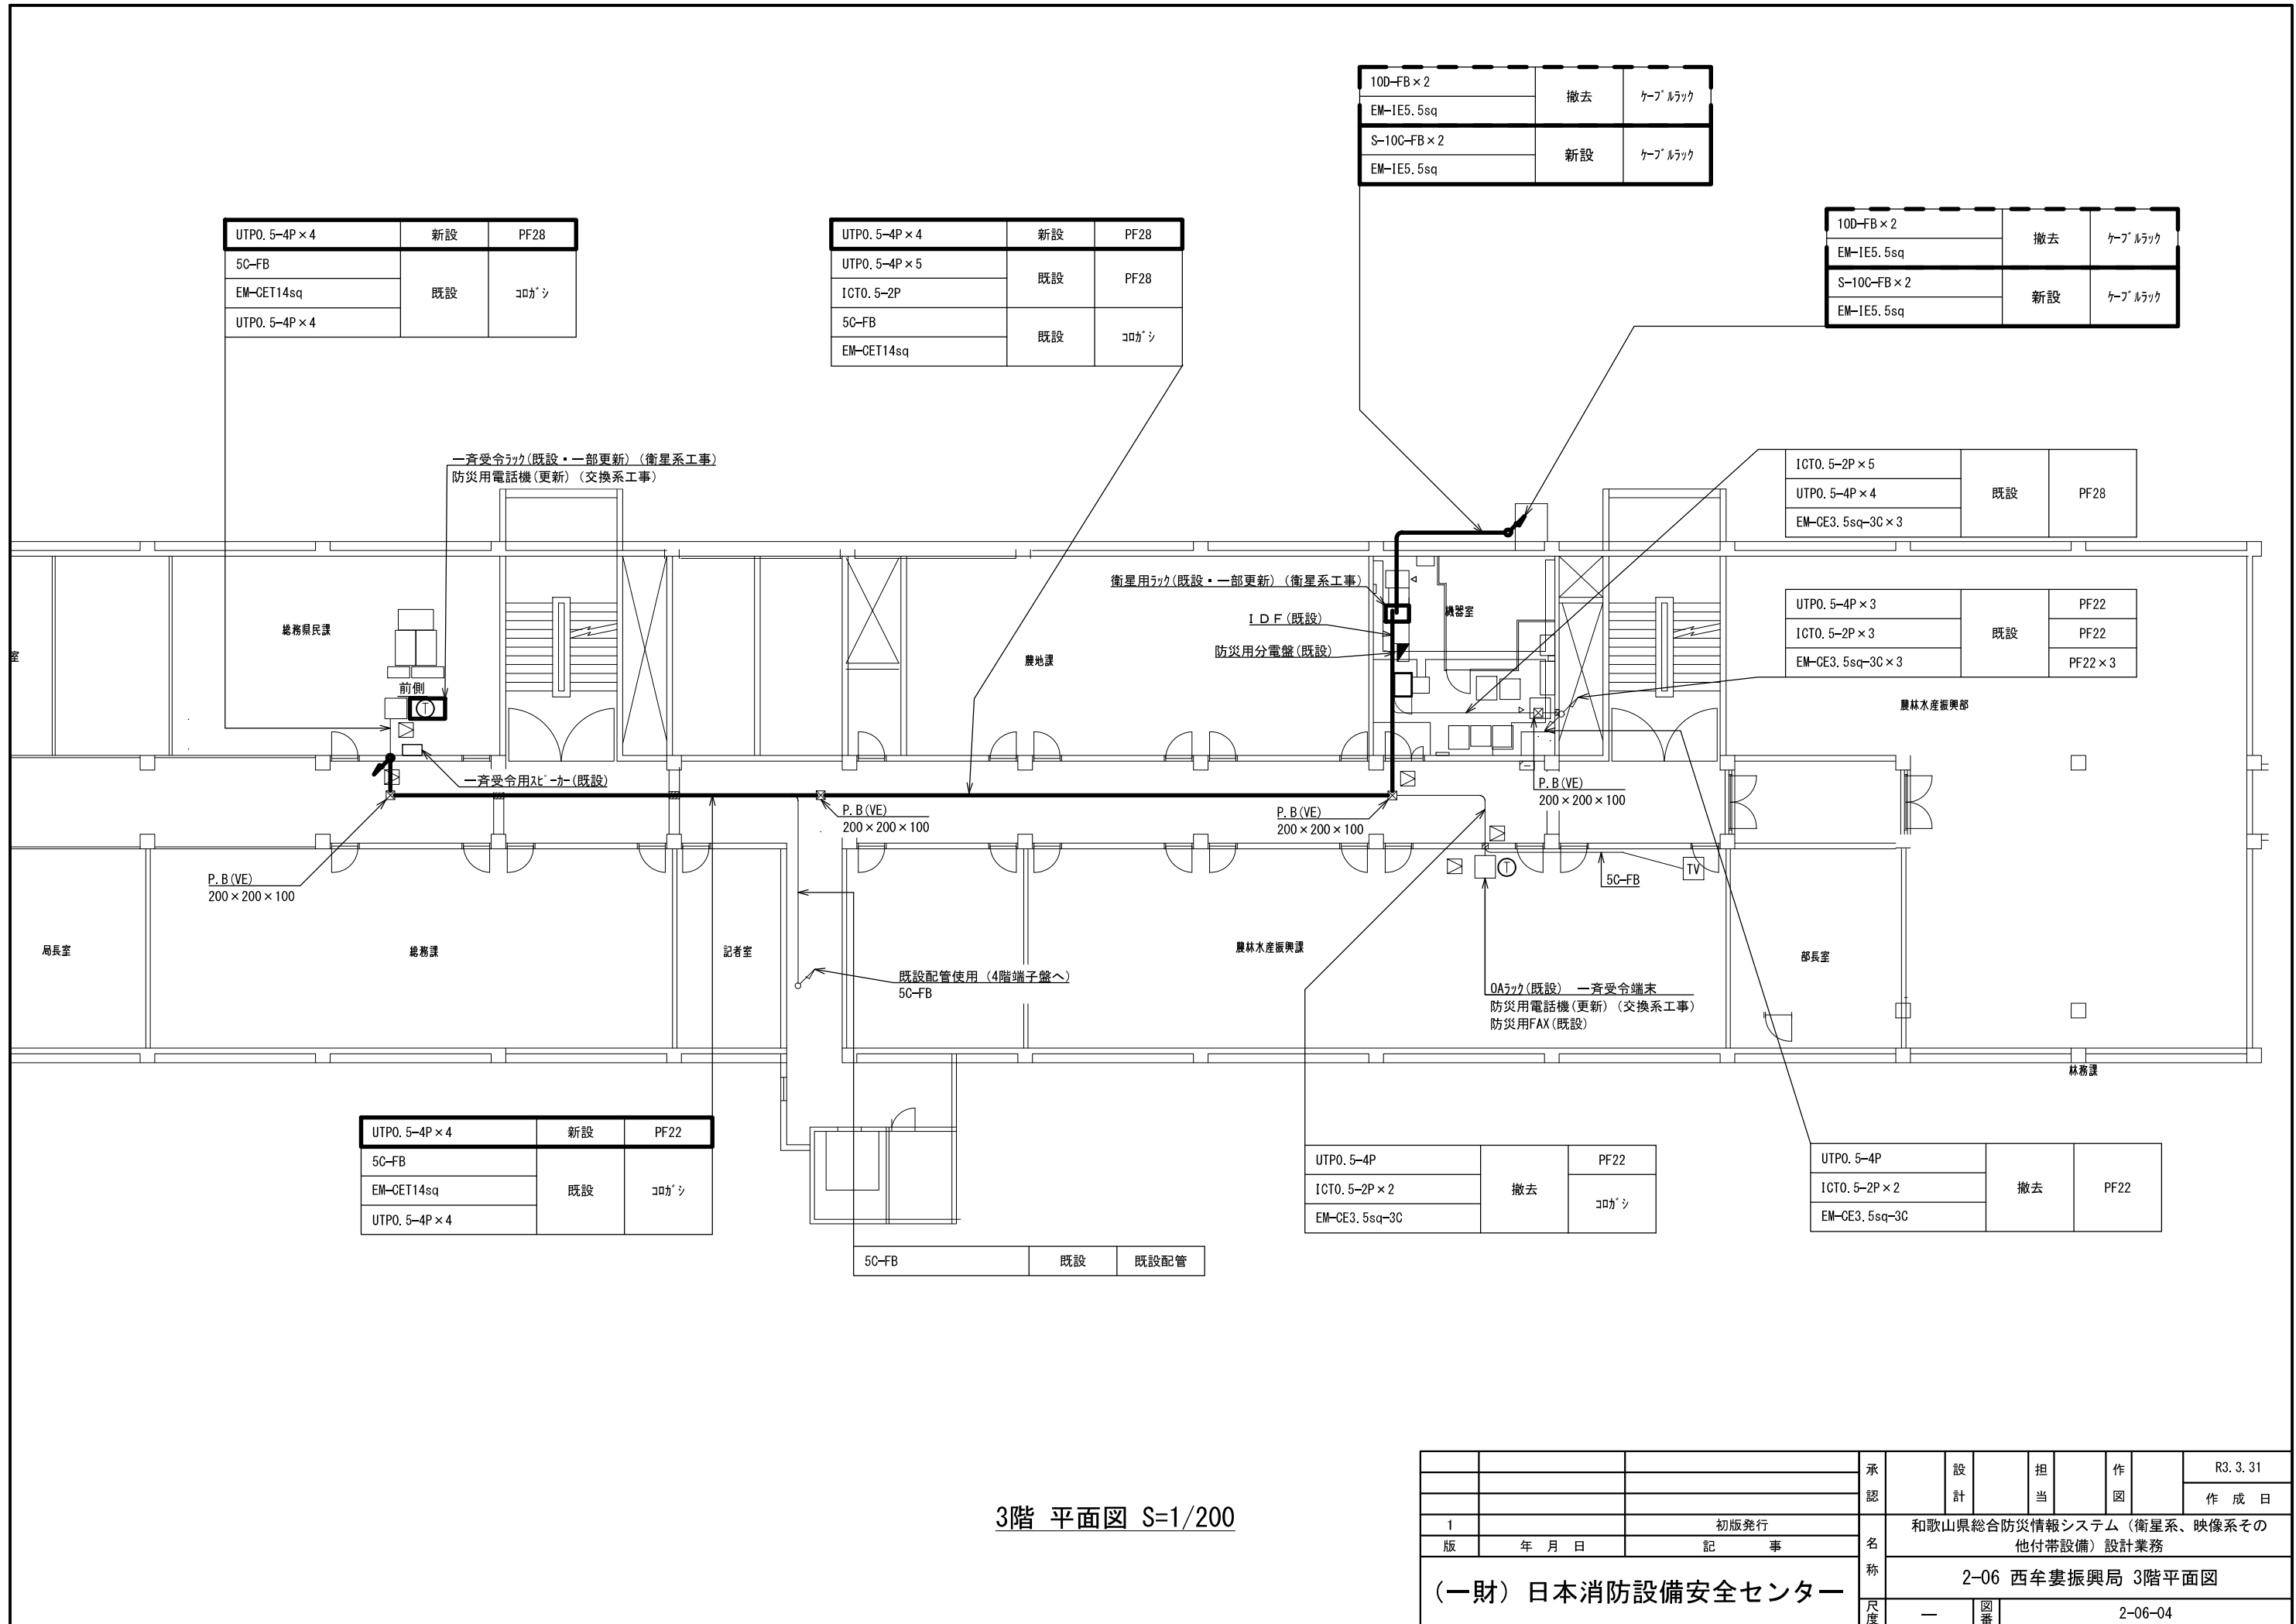 10D-FB×2
撤去
ｹｰﾌﾞﾙﾗｯｸ
EM-IE5.5sq
S-10C-FB×2
新設
ｹｰﾌﾞﾙﾗｯｸ
EM-IE5.5sq
10D-FB×2
撤去
ｹｰﾌﾞﾙﾗｯｸ
EM-IE5.5sq
S-10C-FB×2
新設
ｹｰﾌﾞﾙﾗｯｸ
EM-IE5.5sq
UTP0.5-4P×4
新設
PF28
5C-FB
EM-CET14sq
既設
ｺﾛｶﾞｼ
UTP0.5-4P×4
UTP0.5-4P×4
新設
PF28
UTP0.5-4P×5
既設
PF28
ICT0.5-2P
5C-FB
既設
ｺﾛｶﾞｼ
EM-CET14sq
一斉受令ﾗｯｸ(既設・一部更新)（衛星系工事）
防災用電話機(更新)（交換系工事）
ICT0.5-2P×5
UTP0.5-4P×4
既設
PF28
EM-CE3.5sq-3C×3
衛星用ﾗｯｸ(既設・一部更新)（衛星系工事）
IDF(既設)
防災用分電盤(既設)
機器室
UTP0.5-4P×3
PF22
ICT0.5-2P×3
既設
PF22
EM-CE3.5sq-3C×3
PF22×3
室
総務県民課
農地課
前側
T
農林水産振興部
一斉受令用ｽﾋﾟｰｶｰ(既設)
P.B(VE)
200×200×100
P.B(VE)
200×200×100
P.B(VE)
200×200×100
P.B(VE)
200×200×100
T
5C-FB
TV
局長室
総務課
記者室
農林水産振興課
部長室
既設配管使用（4階端子盤へ）
5C-FB
OAﾗｯｸ(既設)　一斉受令端末
防災用電話機(更新)（交換系工事）
防災用FAX(既設)
林務課
UTP0.5-4P×4
新設
PF22
5C-FB
EM-CET14sq
既設
ｺﾛｶﾞｼ
UTP0.5-4P×4
UTP0.5-4P
PF22
ICT0.5-2P×2
撤去
ｺﾛｶﾞｼ
EM-CE3.5sq-3C
UTP0.5-4P
ICT0.5-2P×2
撤去
PF22
EM-CE3.5sq-3C
5C-FB
既設
既設配管
3階 平面図 S=1/200
承認
設計
担当
作図
R3.3.31
作成日
1
初版発行
版
年 月 日
記 事
名称
和歌山県総合防災情報システム（衛星系、映像系その
他付帯設備）設計業務
（一財）日本消防設備安全センター
2-06 西牟婁振興局 3階平面図
尺度
―
図番
2-06-04